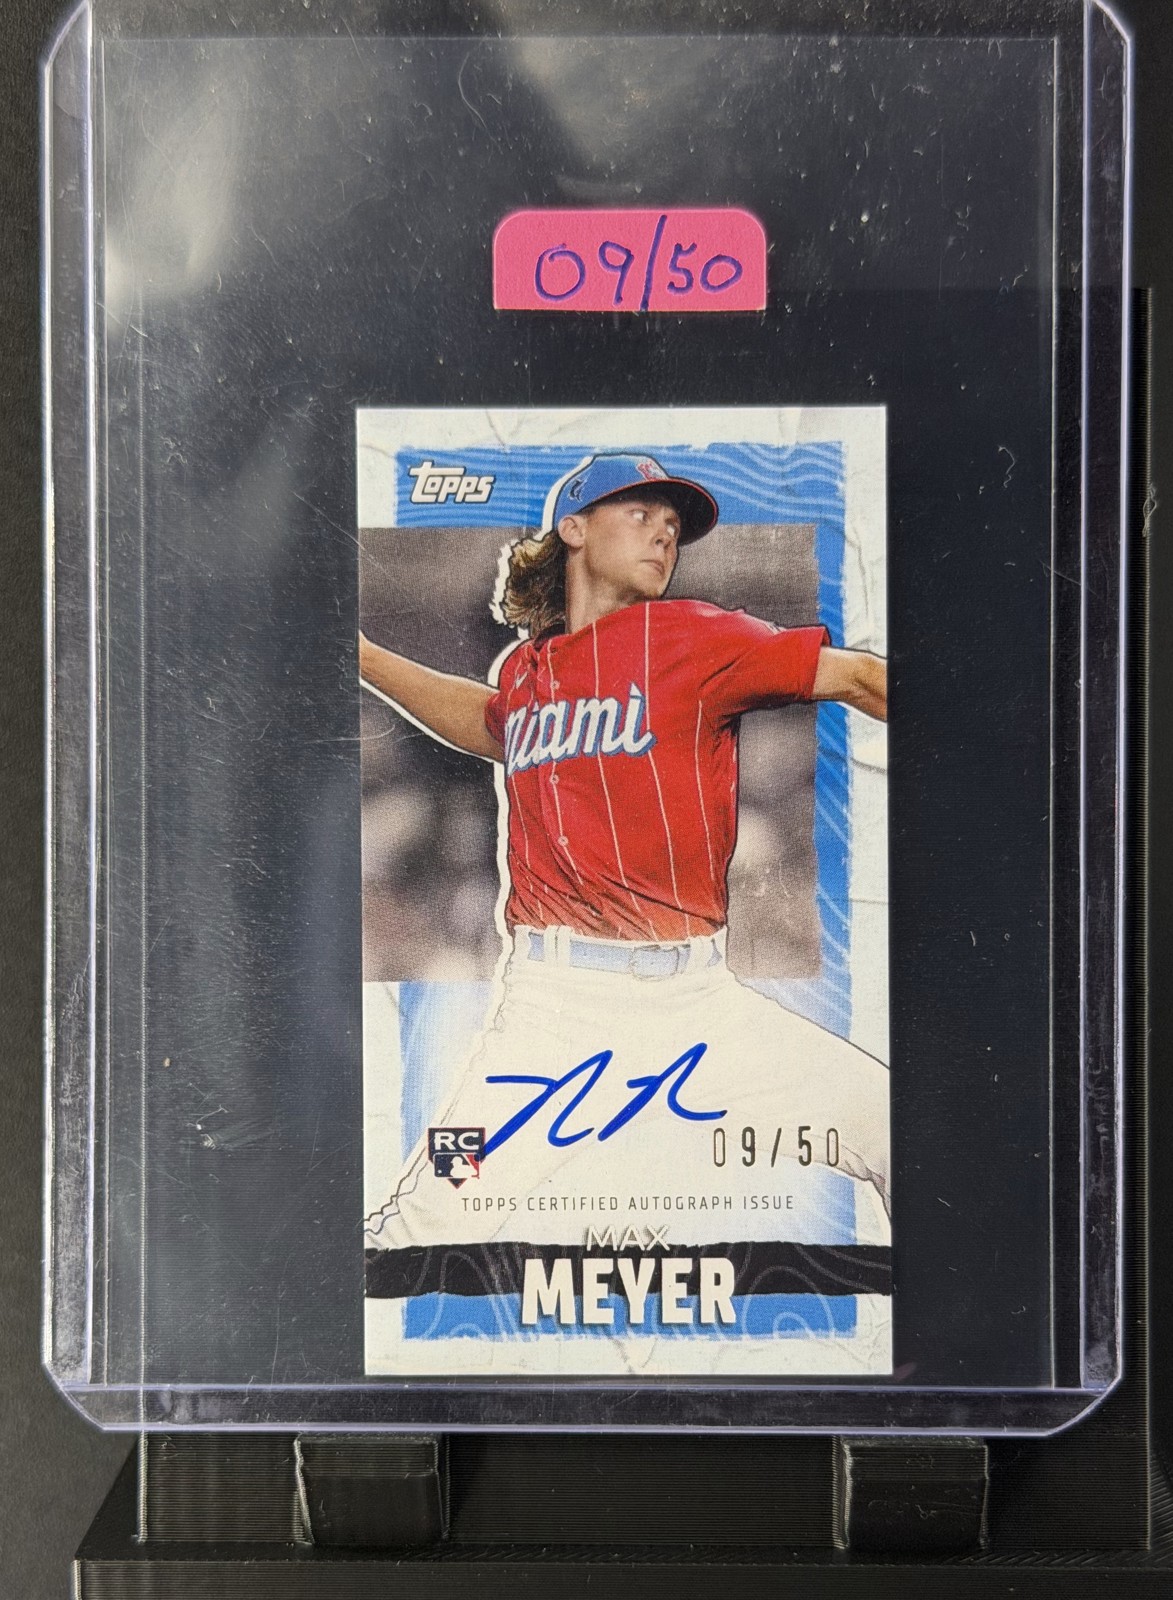 09/50
Topps
Miami
RC
09/50
TOPPS CERTIFIED AUTOGRAPH ISSUE
MAX
MEYER